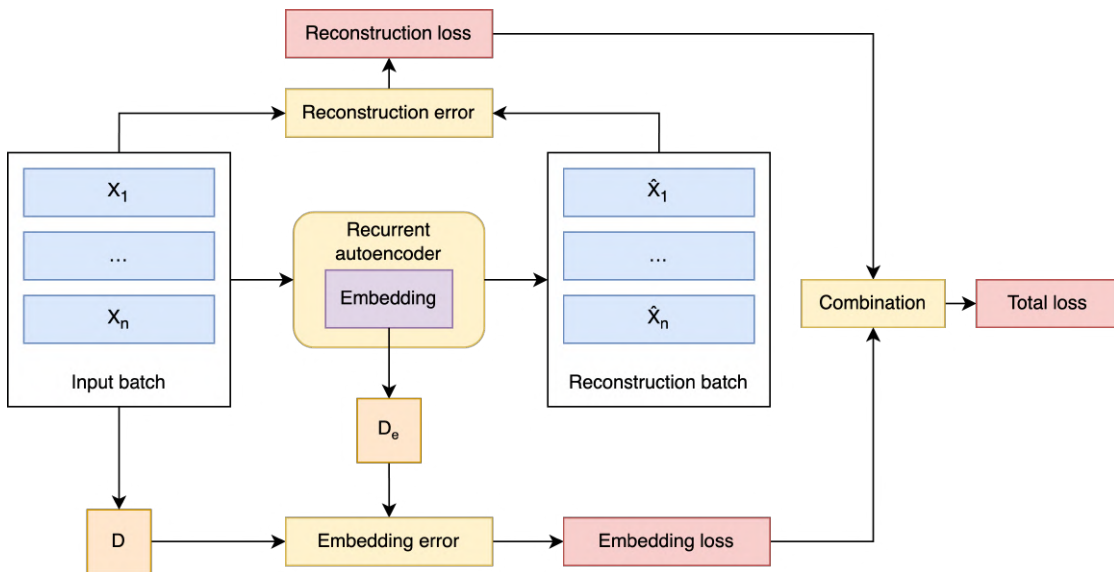 Reconstruction loss
Reconstruction error
X₁
...
Xₙ
Input batch
Recurrent
autoencoder
Embedding
X̂₁
...
X̂ₙ
Reconstruction batch
Combination
Total loss
Dₑ
D
Embedding error
Embedding loss